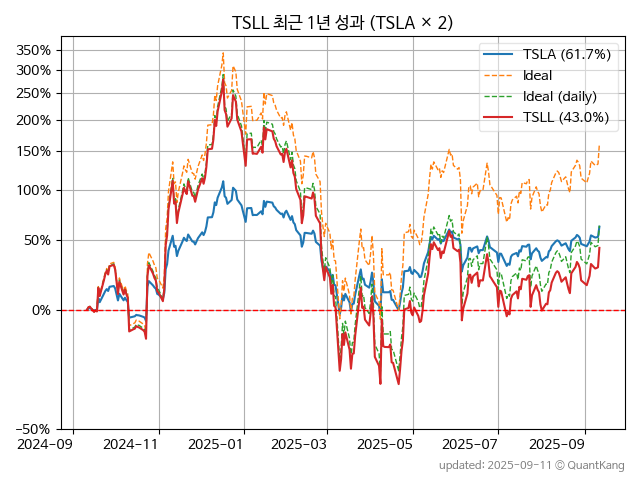 TSLL 최근 1년 성과 (TSLA × 2)
TSLA (61.7%)
Ideal
Ideal (daily)
TSLL (43.0%)
350%
300%
250%
200%
150%
100%
50%
0%
−50%
2024-09 2024-11 2025-01 2025-03 2025-05 2025-07 2025-09
updated: 2025-09-11 © QuantKang